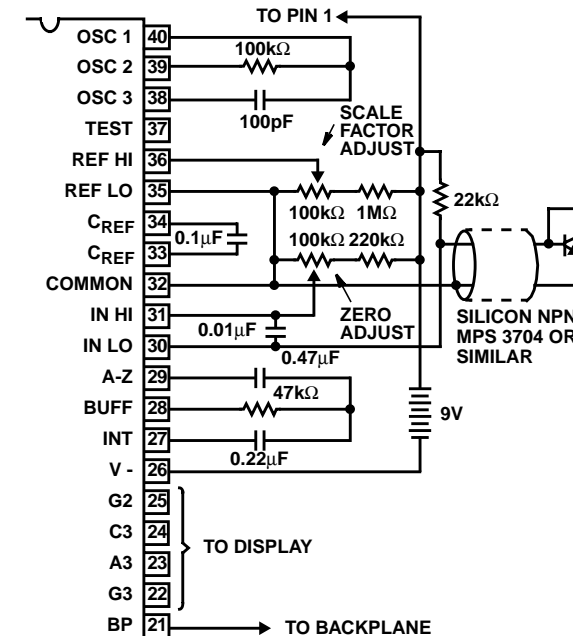 TO PIN 1
OSC 1 40
100kΩ
OSC 2 39
OSC 3 38
100pF
TEST 37
SCALE
FACTOR
ADJUST
REF HI 36
REF LO 35
22kΩ
100kΩ 1MΩ
CREF 34
0.1µF
100kΩ 220kΩ
CREF 33
COMMON 32
IN HI 31
ZERO
ADJUST
SILICON NPN
MPS 3704 OR
SIMILAR
0.01µF
IN LO 30
0.47µF
A-Z 29
47kΩ
BUFF 28
9V
INT 27
0.22µF
V - 26
G2 25
C3 24
TO DISPLAY
A3 23
G3 22
BP 21
TO BACKPLANE